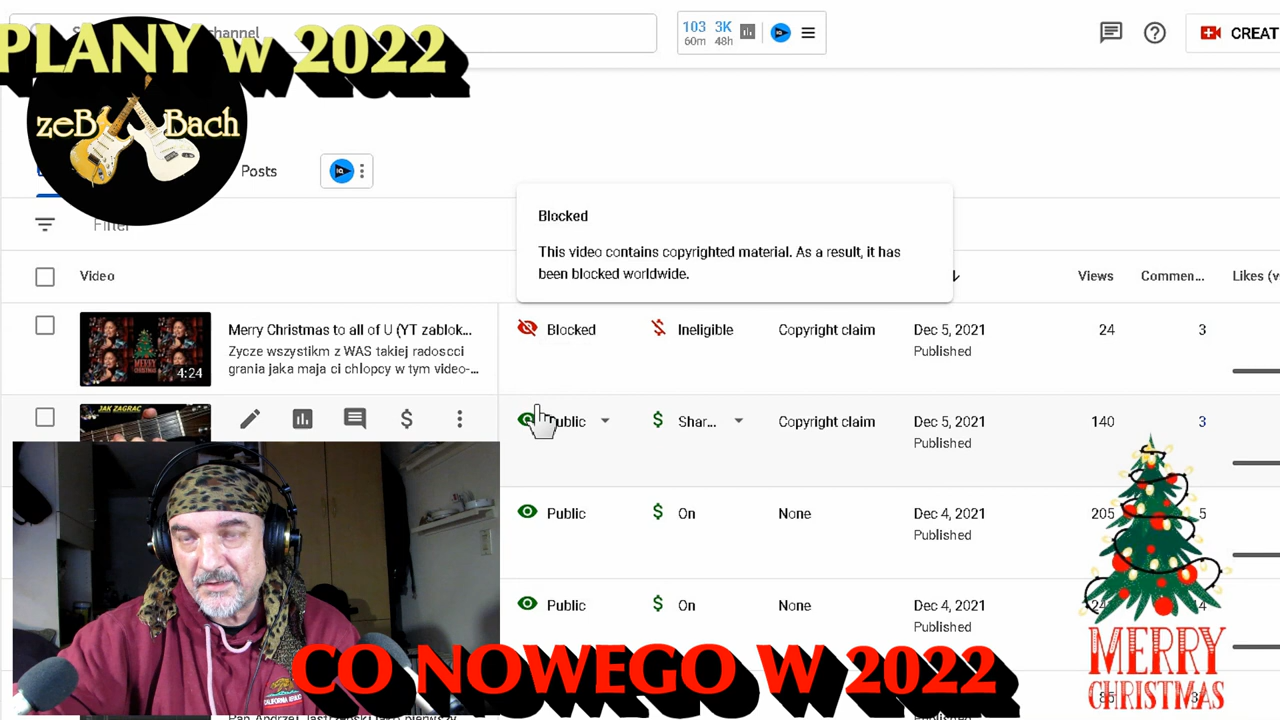 channel
103 3K
60m 48h
CREAT
PLANY w 2022
zeB Bach
Posts
Filter
Blocked
This video contains copyrighted material. As a result, it has
been blocked worldwide.
Video
Views
Commen...
Likes (v
Merry Christmas to all of U (YT zablok...
Zycze wszystikm z WAS takiej radoscci
grania jaka maja ci chlopcy w tym video-...
4:24
Blocked
Ineligible
Copyright claim
Dec 5, 2021
Published
24
3
JAK ZAGRAC
Public
Shar...
Copyright claim
Dec 5, 2021
Published
140
3
Public
On
None
Dec 4, 2021
Published
205
5
Public
On
None
Dec 4, 2021
Published
CALIFORNIA REPUBLIC
CO NOWEGO W 2022
MERRY
CHRISTMAS